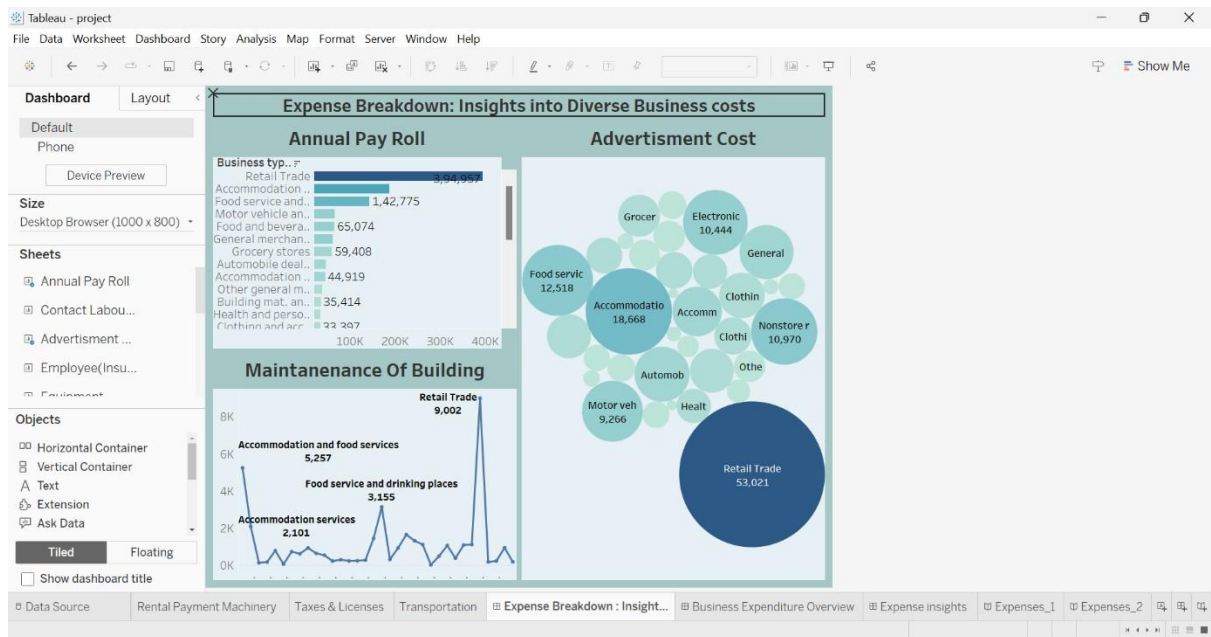 Tableau - project
File Data Worksheet Dashboard Story Analysis Map Format Server Window Help
Show Me
Dashboard Layout
Default
Phone
Device Preview
Size
Desktop Browser (1000 x 800)
Sheets
Annual Pay Roll
Contact Labou...
Advertisment ...
Employee(Insu...
Equipment
Objects
Horizontal Container
Vertical Container
Text
Extension
Ask Data
Tiled Floating
Show dashboard title
Expense Breakdown: Insights into Diverse Business costs
Annual Pay Roll
Business typ..
Retail Trade 3,94,957
Accommodation ..
Food service and.. 1,42,775
Motor vehicle an..
Food and bevera.. 65,074
General merchan..
Grocery stores 59,408
Automobile deal..
Accommodation .. 44,919
Other general m..
Building mat. an.. 35,414
Health and perso..
Clothing and acc.. 33,397
100K 200K 300K 400K
Maintanenance Of Building
8K
6K
4K
2K
0K
Retail Trade
9,002
Accommodation and food services
5,257
Food service and drinking places
3,155
Accommodation services
2,101
Advertisment Cost
Grocer
Electronic
10,444
General
Food servic
12,518
Accommodatio
18,668
Clothin
Accomm
Nonstore r
10,970
Clothi
Othe
Automob
Motor veh
9,266
Healt
Retail Trade
53,021
Data Source Rental Payment Machinery Taxes & Licenses Transportation Expense Breakdown : Insight... Business Expenditure Overview Expense insights Expenses_1 Expenses_2